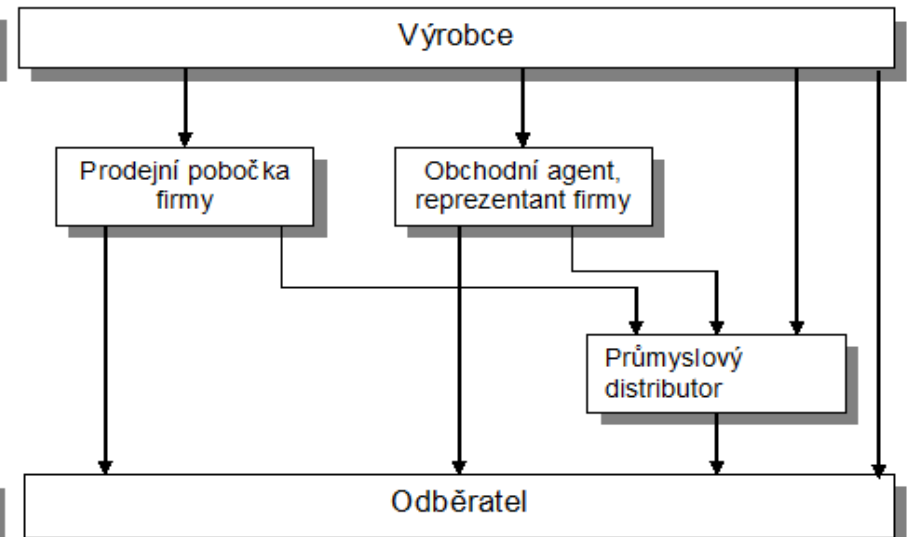 Výrobce
Prodejní pobočka
firmy
Obchodní agent,
reprezentant firmy
Průmyslový
distributor
Odběratel